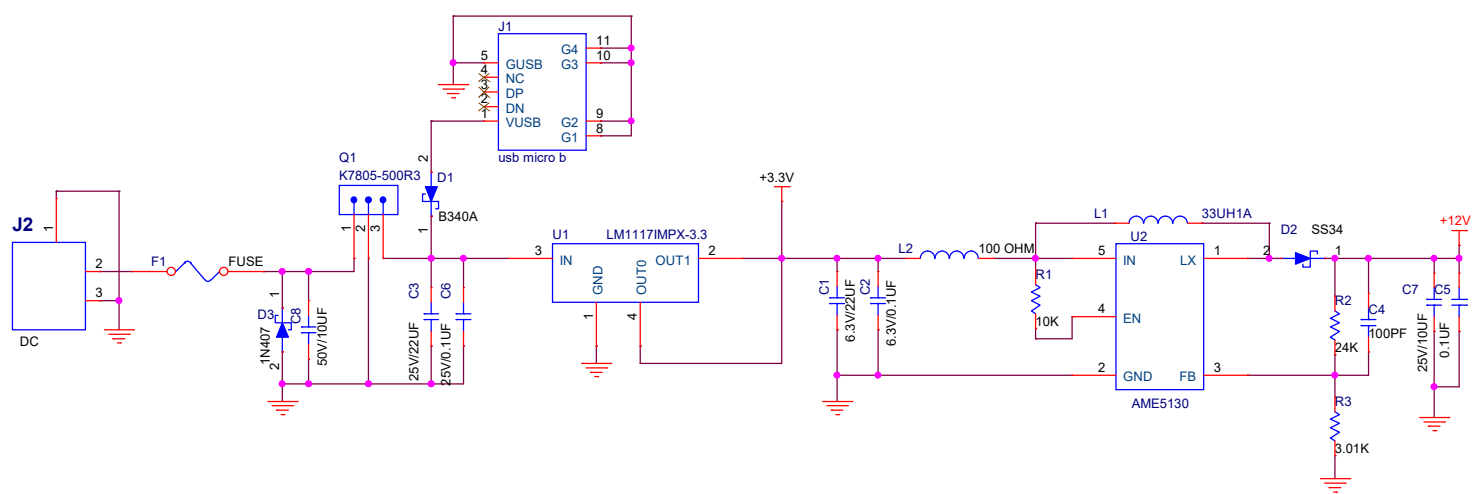 J1
5
4
3
2
1
GUSB
NC
DP
DN
VUSB
G4
G3
G2
G1
11
10
9
8
usb micro b
J2
1
2
3
DC
F1
FUSE
Q1
K7805-500R3
1
2
3
2
D1
B340A
1
1
D3
1N407
2
C8
50V/10UF
C3
25V/22UF
C6
25V/0.1UF
U1
LM1117IMPX-3.3
3
IN
GND
OUT0
OUT1
2
1
4
+3.3V
C1
6.3V/22UF
C2
6.3V/0.1UF
L2
100 OHM
L1
33UH1A
R1
10K
U2
5
IN
LX
1
4
EN
2
GND
FB
3
AME5130
2
D2
SS34
1
R2
24K
C4
100PF
R3
3.01K
C7
25V/10UF
C5
0.1UF
+12V